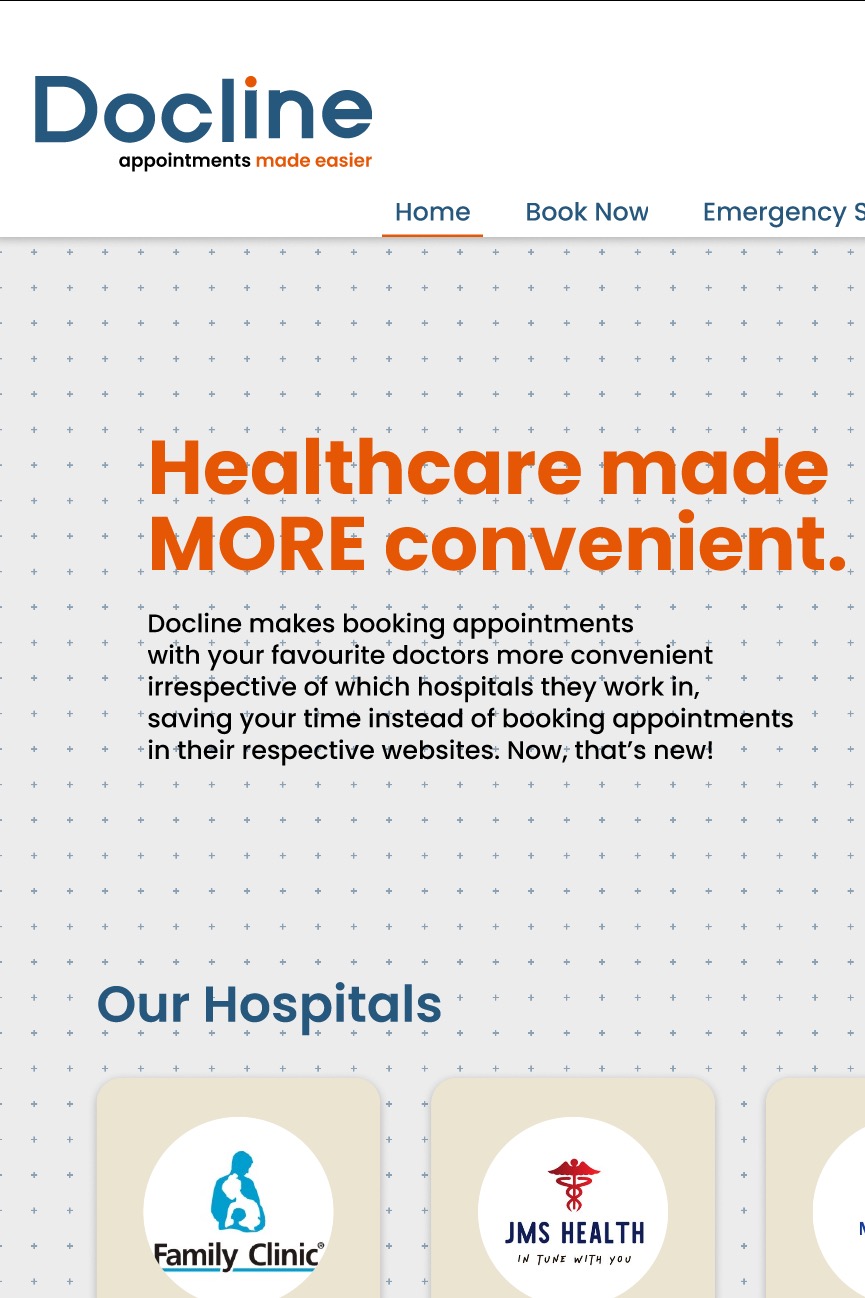 Docline
appointments made easier
Home Book Now Emergency
Healthcare made
MORE convenient.
Docline makes booking appointments
with your favourite doctors more convenient
irrespective of which hospitals they work in,
saving your time instead of booking appointments
in their respective websites. Now, that’s new!
Our Hospitals
Family Clinic®
JMS HEALTH
IN TUNE WITH YOU